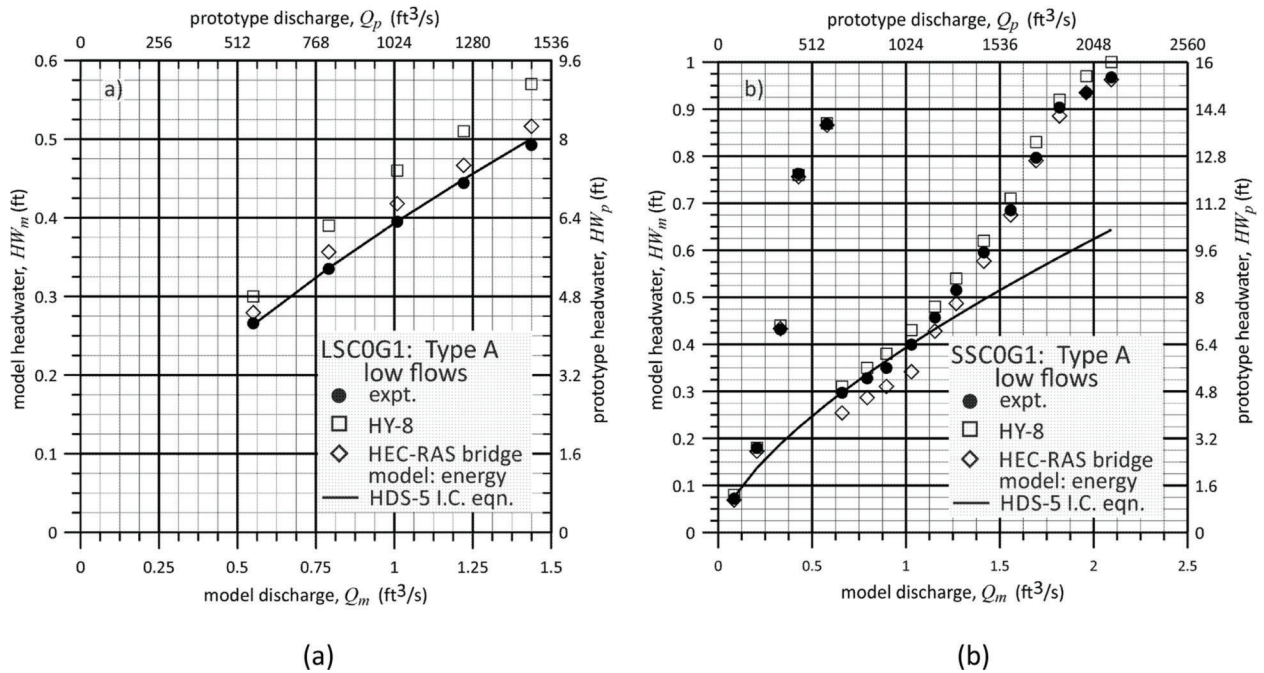 prototype discharge, Qp (ft3/s)
0 256 512 768 1024 1280 1536
0.6 9.6
a)
0.5 8
0.4 6.4
0.3 4.8
0.2 3.2
0.1 1.6
0 0
model headwater, HWm (ft)
prototype headwater, HWp (ft)
LSC0G1: Type A
low flows
expt.
HY-8
HEC-RAS bridge
model: energy
HDS-5 I.C. eqn.
0 0.25 0.5 0.75 1 1.25 1.5
model discharge, Qm (ft3/s)
(a)
prototype discharge, Qp (ft3/s)
0 512 1024 1536 2048 2560
1 16
b)
0.9 14.4
0.8 12.8
0.7 11.2
0.6 9.6
0.5 8
0.4 6.4
0.3 4.8
0.2 3.2
0.1 1.6
0 0
model headwater, HWm (ft)
prototype headwater, HWp (ft)
SSC0G1: Type A
low flows
expt.
HY-8
HEC-RAS bridge
model: energy
HDS-5 I.C. eqn.
0 0.5 1 1.5 2 2.5
model discharge, Qm (ft3/s)
(b)